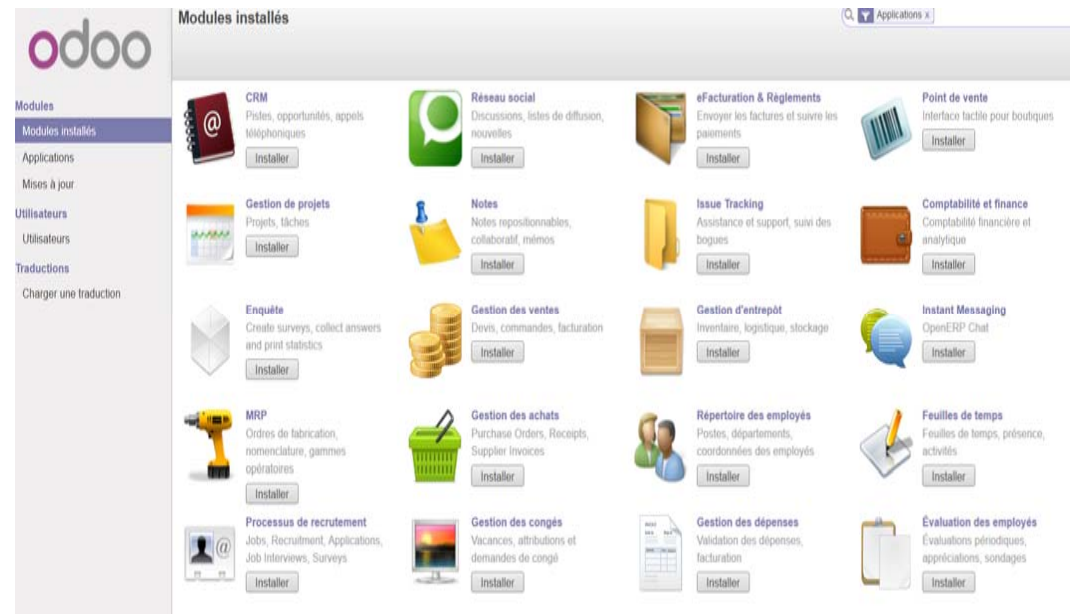 odoo
Modules
Modules installés
Applications
Mises à jour
Utilisateurs
Utilisateurs
Traductions
Charger une traduction
Modules installés
Applications x
CRM
Pistes, opportunités, appels
téléphoniques
Installer
Réseau social
Discussions, listes de diffusion,
nouvelles
Installer
eFacturation & Règlements
Envoyer les factures et suivre les
paiements
Installer
Point de vente
Interface tactile pour boutiques
Installer
Gestion de projets
Projets, tâches
Installer
Notes
Notes repositionnables,
collaboratif, mémos
Installer
Issue Tracking
Assistance et support, suivi des
bogues
Installer
Comptabilité et finance
Comptabilité financière et
analytique
Installer
Enquête
Create surveys, collect answers
and print statistics
Installer
Gestion des ventes
Devis, commandes, facturation
Installer
Gestion d'entrepôt
Inventaire, logistique, stockage
Installer
Instant Messaging
OpenERP Chat
Installer
MRP
Ordres de fabrication,
nomenclature, gammes
opératoires
Installer
Gestion des achats
Purchase Orders, Receipts,
Supplier Invoices
Installer
Répertoire des employés
Postes, départements,
coordonnées des employés
Installer
Feuilles de temps
Feuilles de temps, présence,
activités
Installer
Processus de recrutement
Jobs, Recruitment, Applications,
Job Interviews, Surveys
Installer
Gestion des congés
Vacances, attributions et
demandes de congé
Installer
Gestion des dépenses
Validation des dépenses,
facturation
Installer
Évaluation des employés
Évaluations périodiques,
appréciations, sondages
Installer